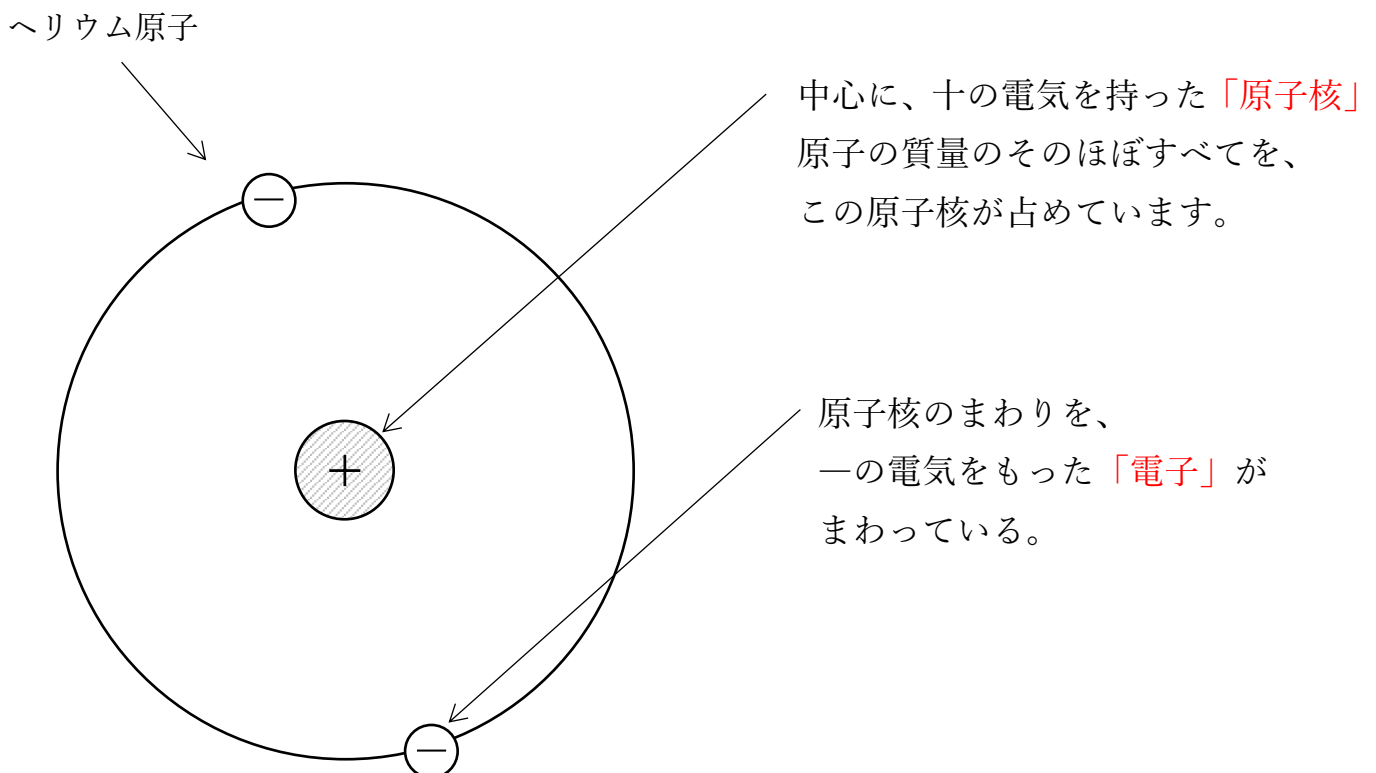 ヘリウム原子
中心に、十の電気を持った「原子核」
原子の質量のそのほぼすべてを、
この原子核が占めています。
−
+
原子核のまわりを、
―の電気をもった「電子」が
まわっている。
−